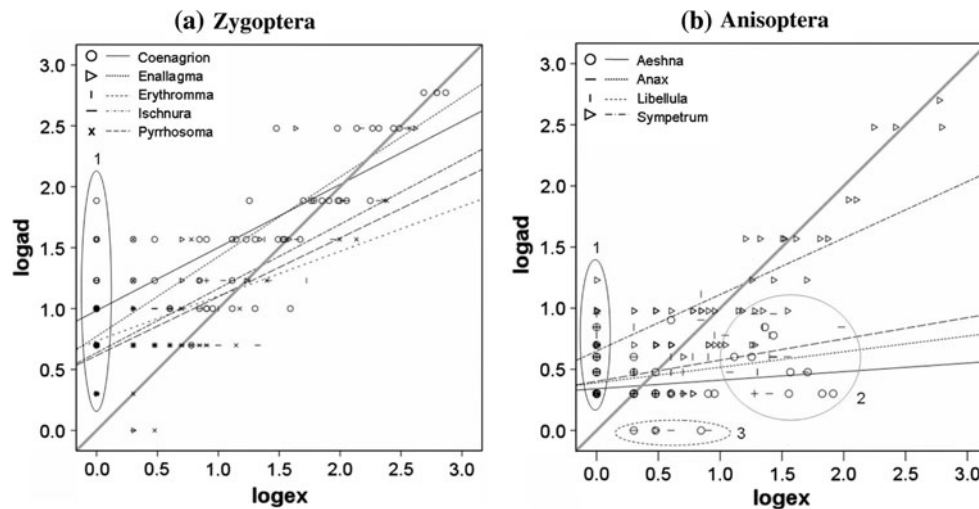 (a) Zygoptera
Coenagrion
Enallagma
Erythromma
Ischnura
Pyrrhosoma
1
3.0
2.5
2.0
1.5
1.0
0.5
0.0
logad
0.0 0.5 1.0 1.5 2.0 2.5 3.0
logex
(b) Anisoptera
Aeshna
Anax
Libellula
Sympetrum
1
2
3
3.0
2.5
2.0
1.5
1.0
0.5
0.0
logad
0.0 0.5 1.0 1.5 2.0 2.5 3.0
logex